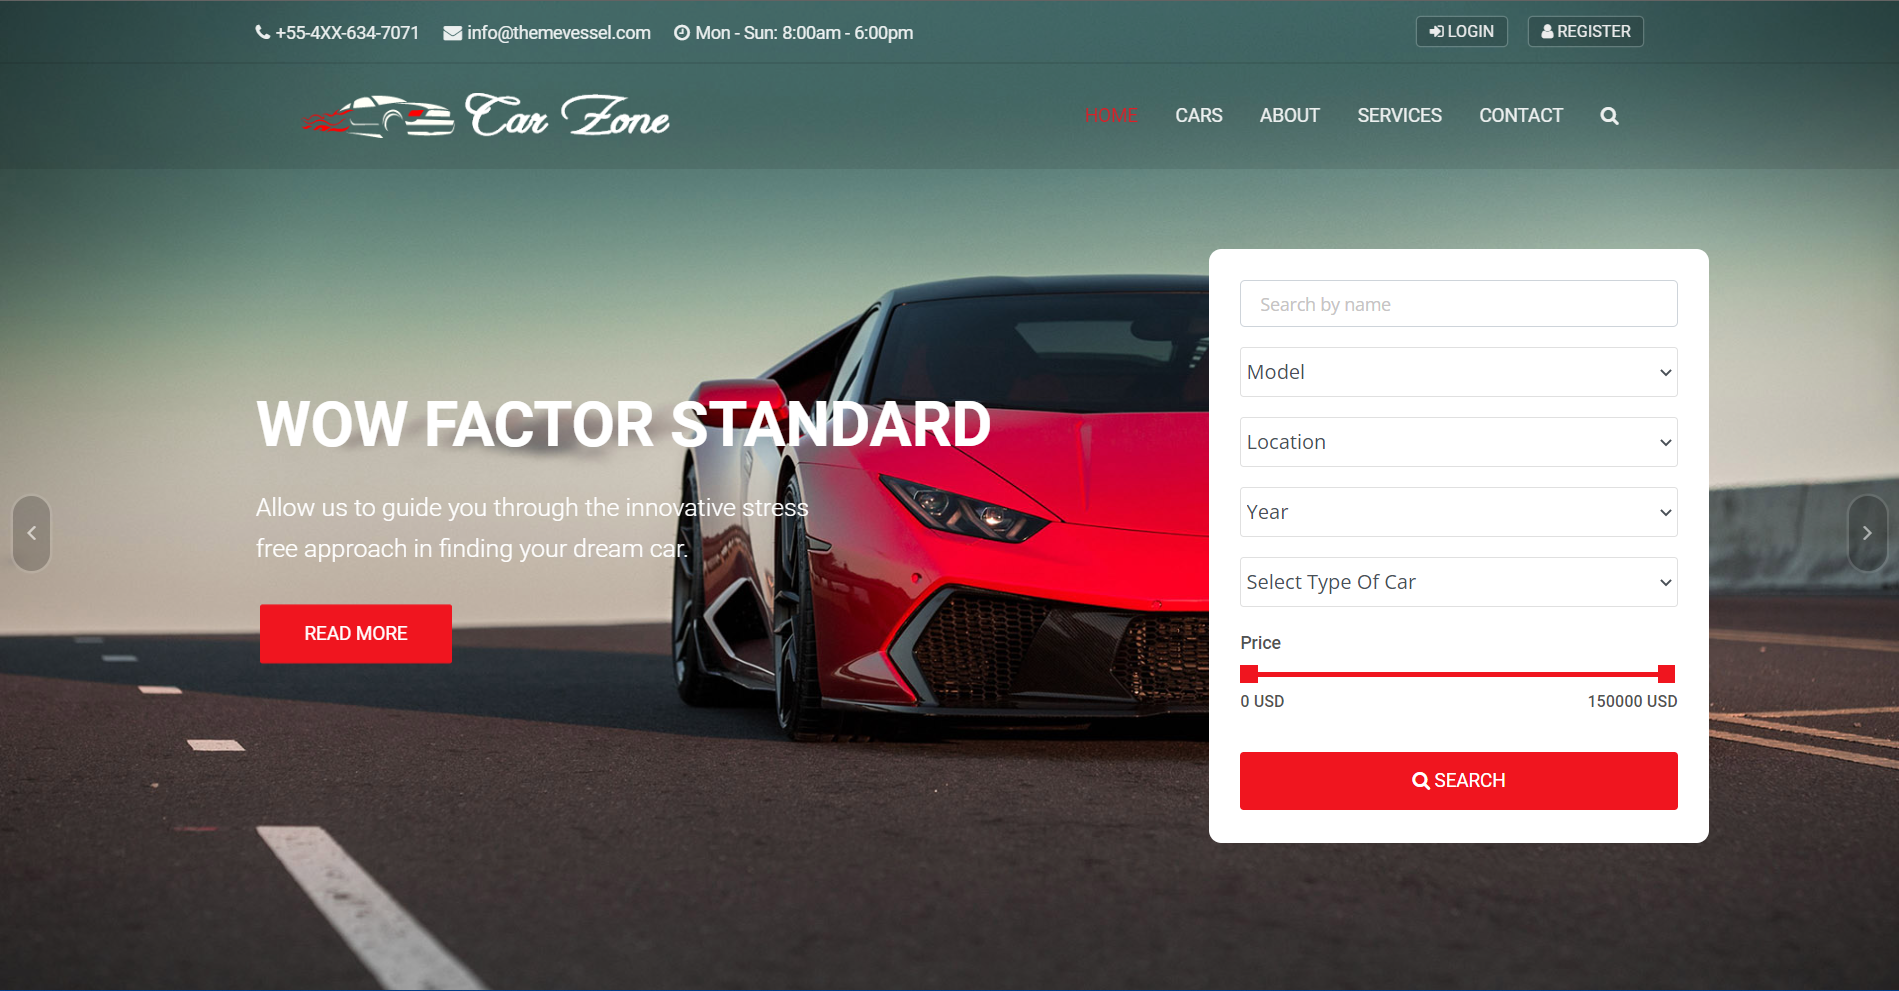 +55-4XX-634-7071 info@themevessel.com Mon - Sun: 8:00am - 6:00pm LOGIN REGISTER
Car Zone HOME CARS ABOUT SERVICES CONTACT
Search by name
Model
Location
Year
Select Type Of Car
Price
0 USD 150000 USD
SEARCH
WOW FACTOR STANDARD
Allow us to guide you through the innovative stress
free approach in finding your dream car.
READ MORE